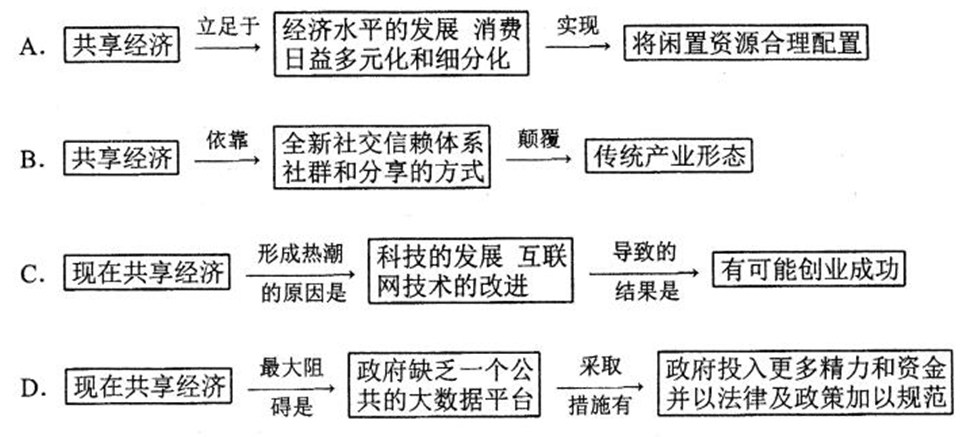 A. 共享经济 立足于 经济水平的发展 消费 实现 将闲置资源合理配置
日益多元化和细分化
B. 共享经济 依靠 全新社交信赖体系 颠覆 传统产业形态
社群和分享的方式
C. 现在共享经济 形成热潮 科技的发展 互联 导致的 有可能创业成功
的原因是 网技术的改进 结果是
D. 现在共享经济 最大阻 政府缺乏一个公 采取 政府投入更多精力和资金
碍是 共的大数据平台 措施有 并以法律及政策加以规范